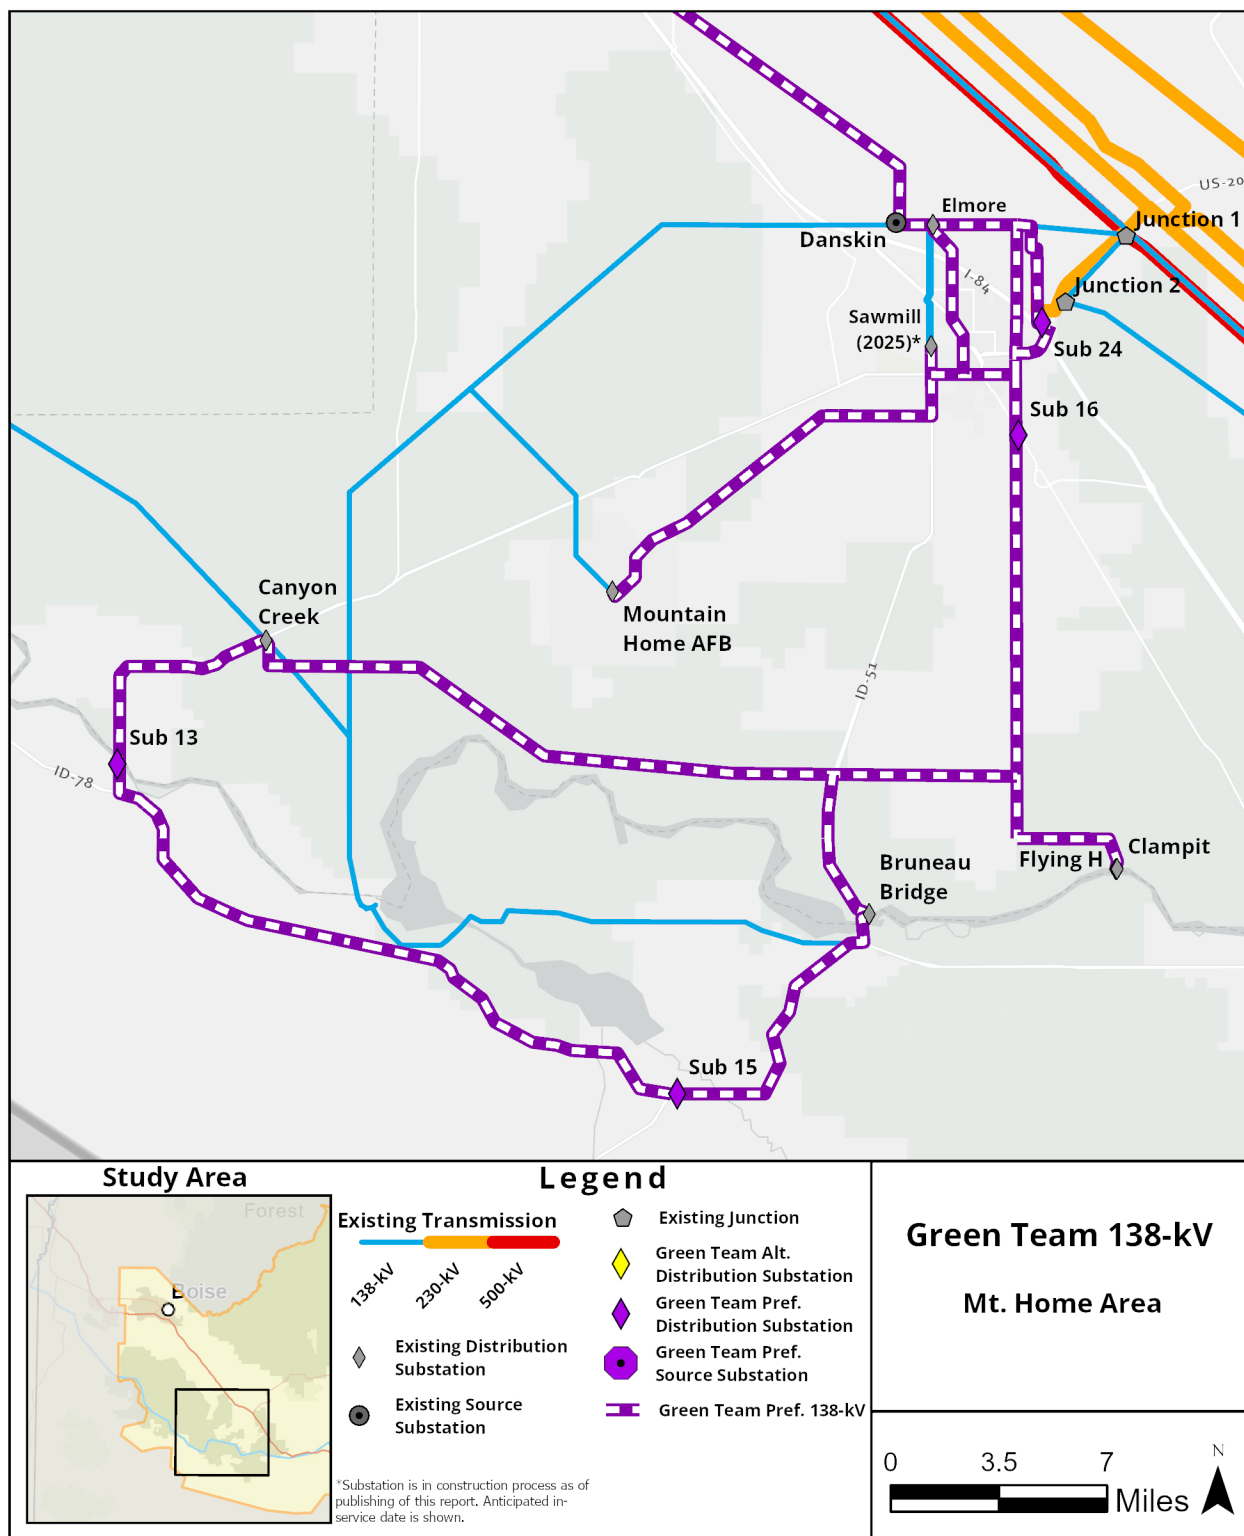 US-20
Elmore
Junction 1
Danskin
I-84
Junction 2
Sawmill
(2025)*
Sub 24
Sub 16
Canyon
Creek
Mountain
Home AFB
ID-51
Sub 13
ID-78
Bruneau
Bridge
Flying H
Clampit
Sub 15
Study Area
Forest
Boise
Legend
Existing Transmission
138-kV
230-kV
500-kV
Existing Distribution
Substation
Existing Source
Substation
*Substation is in construction process as of
publishing of this report. Anticipated in-
service date is shown.
Existing Junction
Green Team Alt.
Distribution Substation
Green Team Pref.
Distribution Substation
Green Team Pref.
Source Substation
Green Team Pref. 138-kV
Green Team 138-kV
Mt. Home Area
0 3.5 7
Miles
N